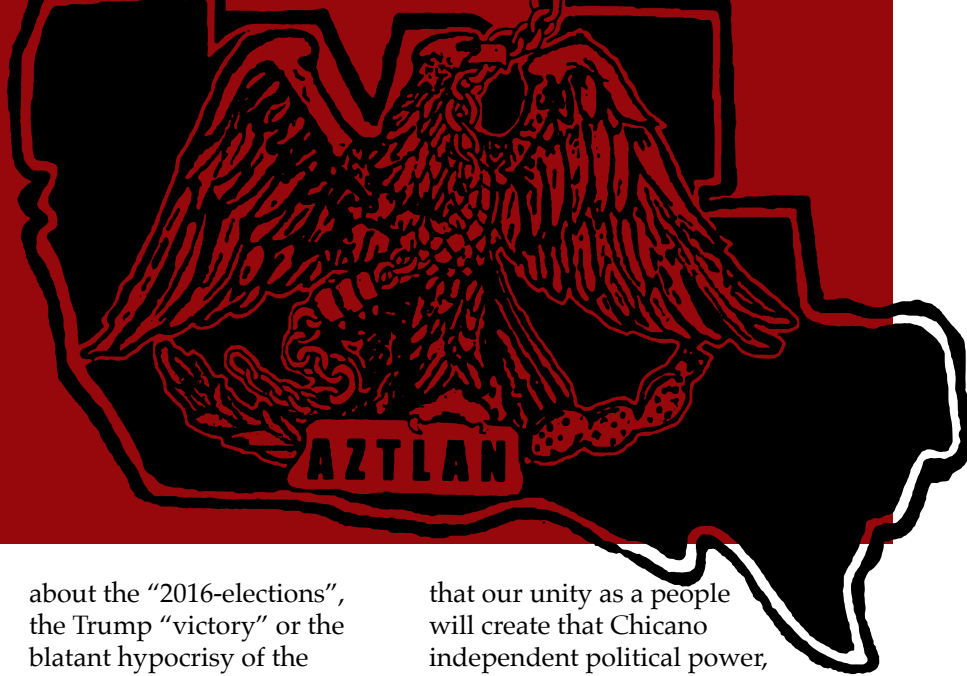 AZTLAN
about the “2016-elections”,
the Trump “victory” or the
blatant hypocrisy of the
that our unity as a people
will create that Chicano
independent political power,